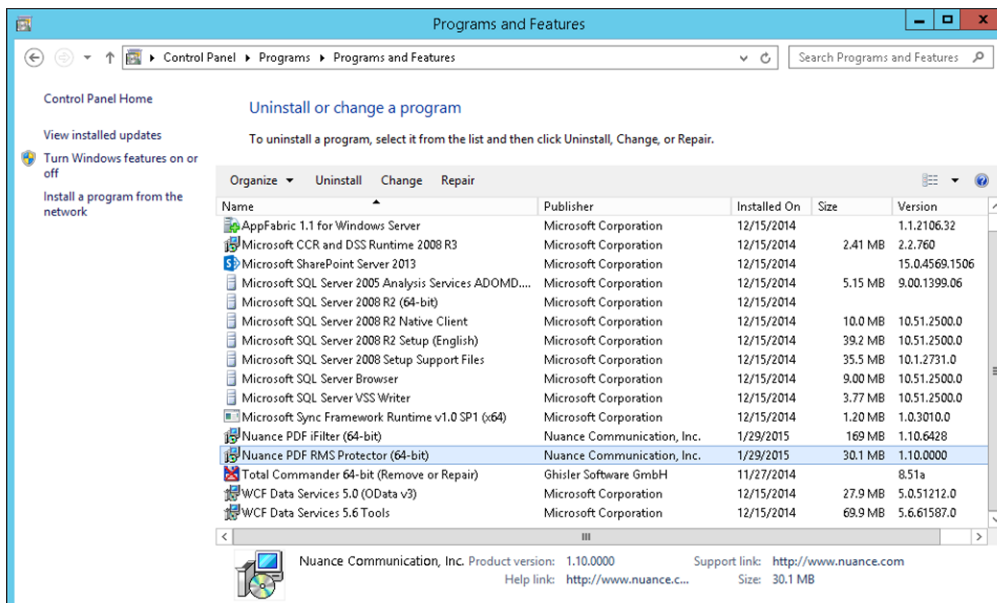 Programs and Features
Control Panel ▸ Programs ▸ Programs and Features
Search Programs and Features
Control Panel Home
View installed updates
Turn Windows features on or
off
Install a program from the
network
Uninstall or change a program
To uninstall a program, select it from the list and then click Uninstall, Change, or Repair.
Organize Uninstall Change Repair
Name Publisher Installed On Size Version
AppFabric 1.1 for Windows Server Microsoft Corporation 12/15/2014 1.1.2106.32
Microsoft CCR and DSS Runtime 2008 R3 Microsoft Corporation 12/15/2014 2.41 MB 2.2.760
Microsoft SharePoint Server 2013 Microsoft Corporation 12/15/2014 15.0.4569.1506
Microsoft SQL Server 2005 Analysis Services ADOMD.... Microsoft Corporation 12/15/2014 5.15 MB 9.00.1399.06
Microsoft SQL Server 2008 R2 (64-bit) Microsoft Corporation 12/15/2014
Microsoft SQL Server 2008 R2 Native Client Microsoft Corporation 12/15/2014 10.0 MB 10.51.2500.0
Microsoft SQL Server 2008 R2 Setup (English) Microsoft Corporation 12/15/2014 39.2 MB 10.51.2500.0
Microsoft SQL Server 2008 Setup Support Files Microsoft Corporation 12/15/2014 35.5 MB 10.1.2731.0
Microsoft SQL Server Browser Microsoft Corporation 12/15/2014 9.00 MB 10.51.2500.0
Microsoft SQL Server VSS Writer Microsoft Corporation 12/15/2014 3.77 MB 10.51.2500.0
Microsoft Sync Framework Runtime v1.0 SP1 (x64) Microsoft Corporation 12/15/2014 1.20 MB 1.0.3010.0
Nuance PDF iFilter (64-bit) Nuance Communication, Inc. 1/29/2015 169 MB 1.10.6428
Nuance PDF RMS Protector (64-bit) Nuance Communication, Inc. 1/29/2015 30.1 MB 1.10.0000
Total Commander 64-bit (Remove or Repair) Ghisler Software GmbH 11/27/2014 8.51a
WCF Data Services 5.0 (OData v3) Microsoft Corporation 12/15/2014 27.9 MB 5.0.51212.0
WCF Data Services 5.6 Tools Microsoft Corporation 12/15/2014 69.9 MB 5.6.61587.0
Nuance Communication, Inc. Product version: 1.10.0000 Support link: http://www.nuance.com
Help link: http://www.nuance.c... Size: 30.1 MB